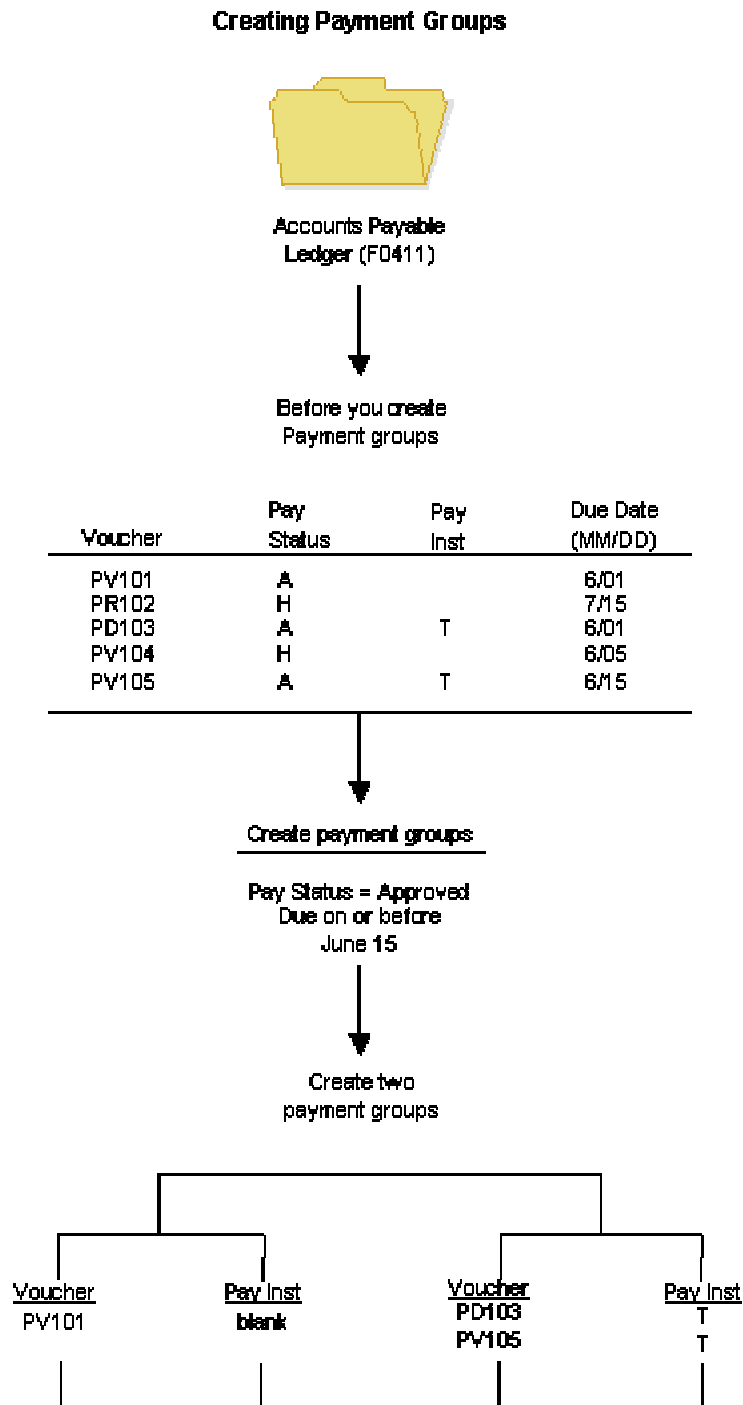 Creating Payment Groups
Accounts Payable
Ledger (F0411)
Before you create
Payment groups
Pay Pay Due Date
Voucher Status Inst (MM/DD)
PV101 A 6/01
PR102 H 7/15
PD103 A T 6/01
PV104 H 6/05
PV105 A T 6/15
Create payment groups
Pay Status = Approved
Due on or before
June 15
Create two
payment groups
Voucher Pay Inst Voucher Pay Inst
PV101 blank PD103 T
PV105 T